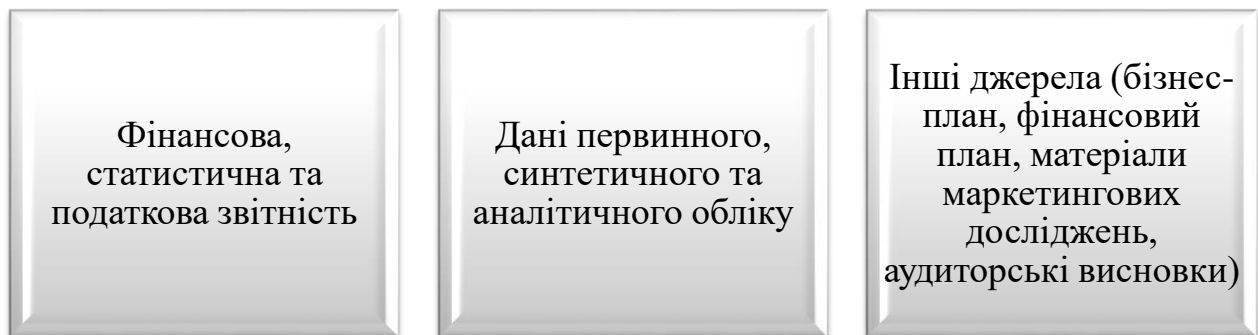 Фінансова,
статистична та
податкова звітність
Дані первинного,
синтетичного та
аналітичного обліку
Інші джерела (бізнес-
план, фінансовий
план, матеріали
маркетингових
досліджень,
аудиторські висновки)